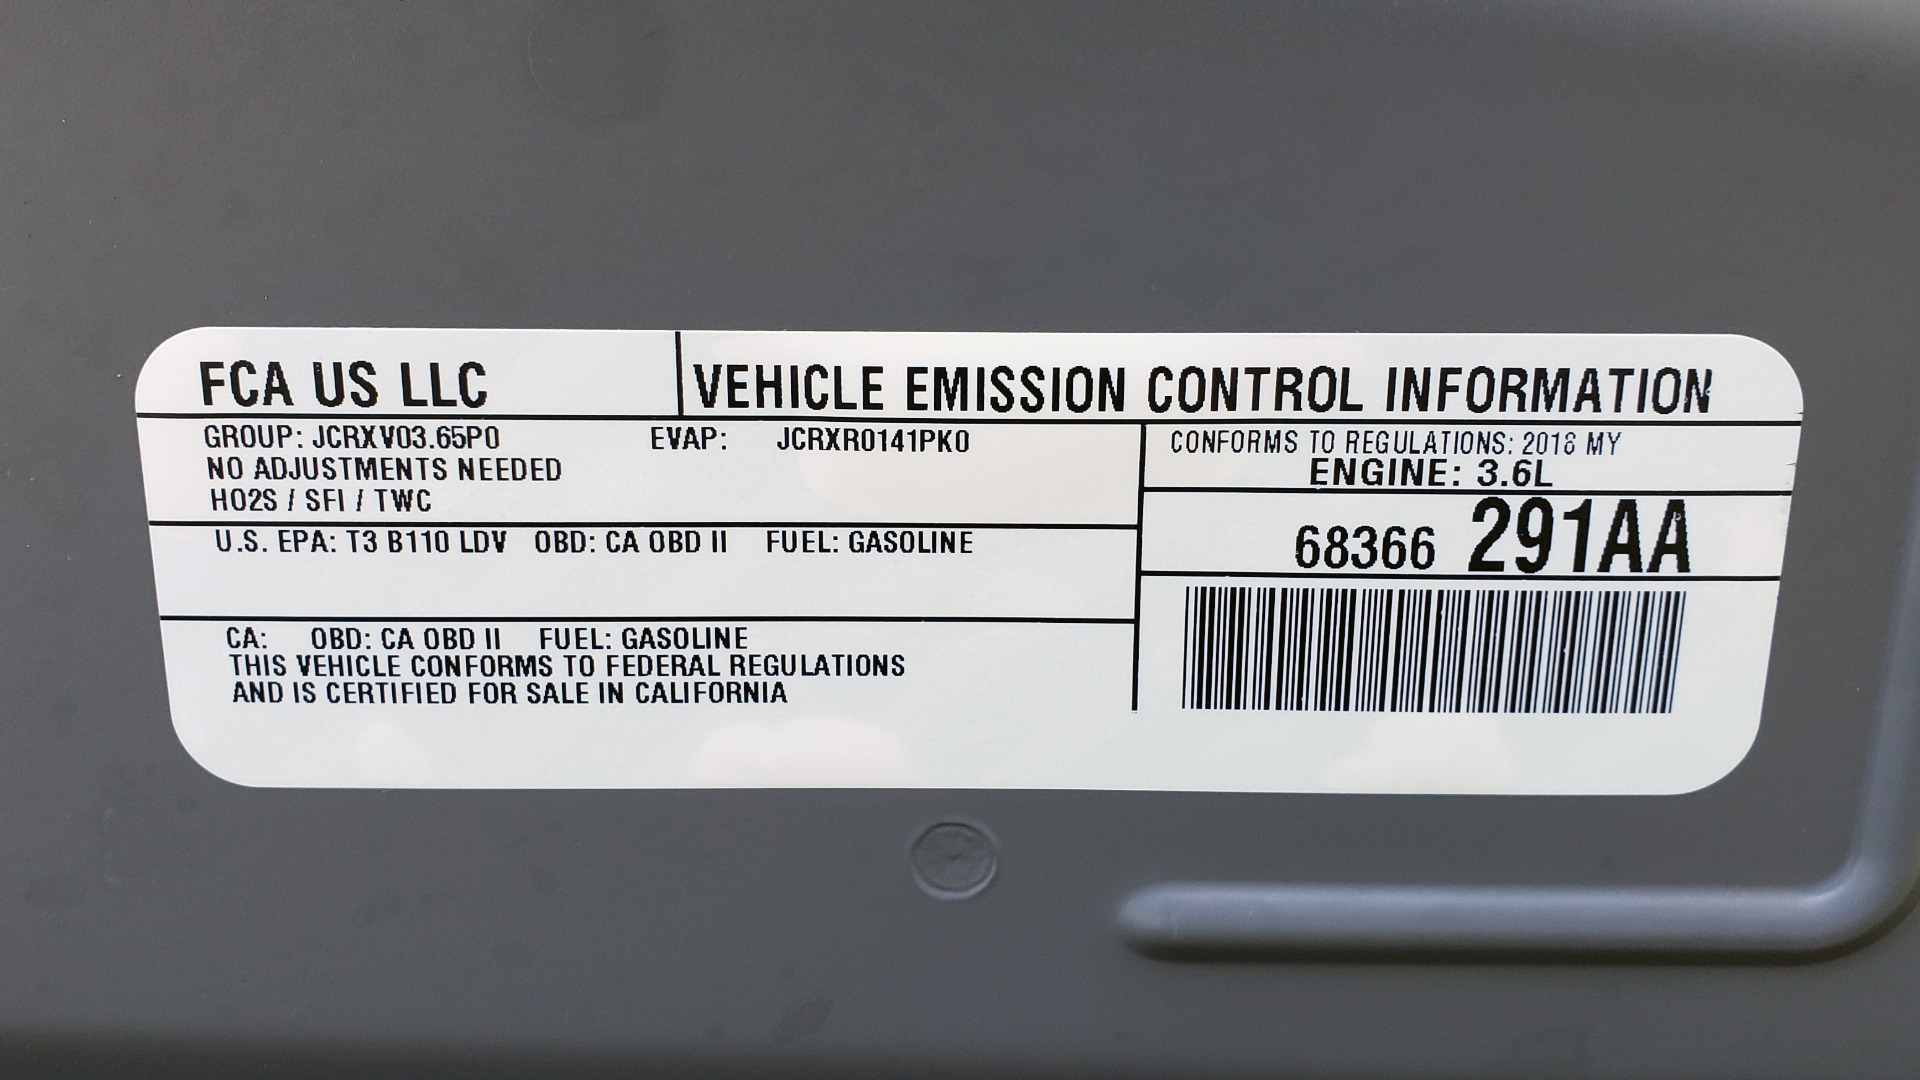 FCA US LLC
VEHICLE EMISSION CONTROL INFORMATION
GROUP: JCRXV03.65P0 EVAP: JCRXR0141PK0
NO ADJUSTMENTS NEEDED
HO2S / SFI / TWC
CONFORMS TO REGULATIONS: 2018 MY
ENGINE: 3.6L
68366 291AA
U.S. EPA: T3 B110 LDV OBD: CA OBD II FUEL: GASOLINE
CA: OBD: CA OBD II FUEL: GASOLINE
THIS VEHICLE CONFORMS TO FEDERAL REGULATIONS
AND IS CERTIFIED FOR SALE IN CALIFORNIA